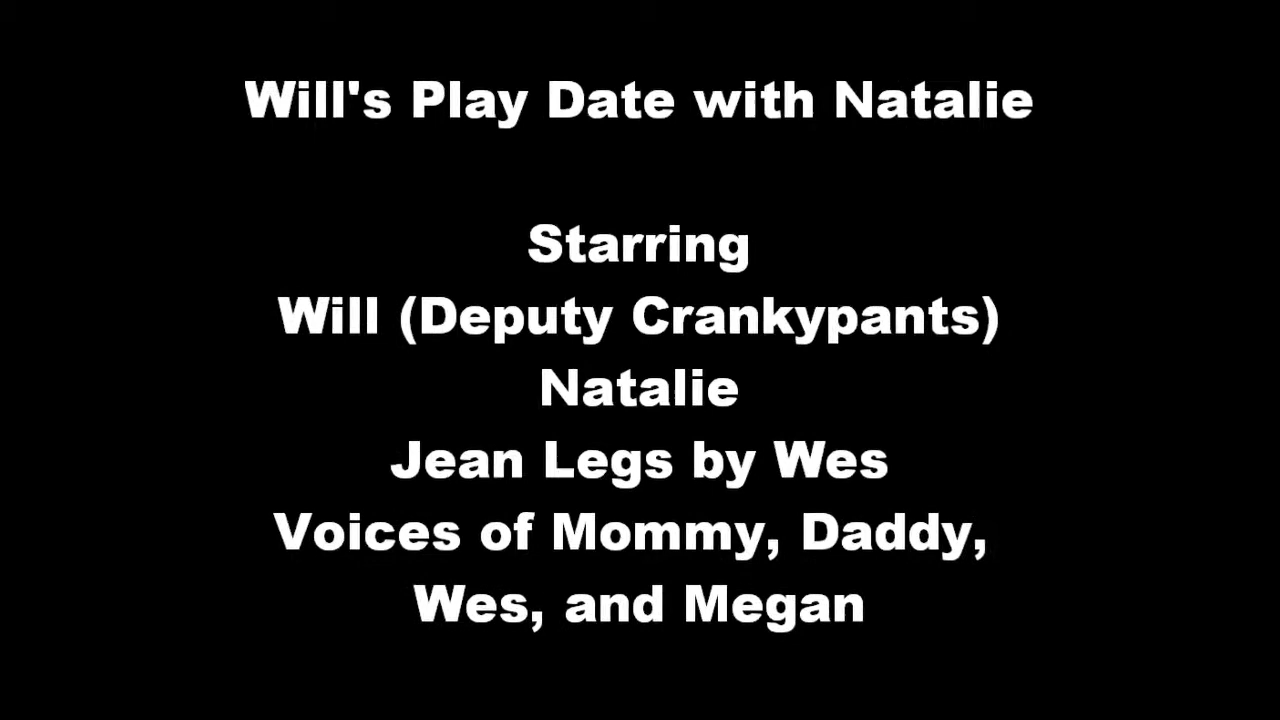 Will's Play Date with Natalie
Starring
Will (Deputy Crankypants)
Natalie
Jean Legs by Wes
Voices of Mommy, Daddy,
Wes, and Megan